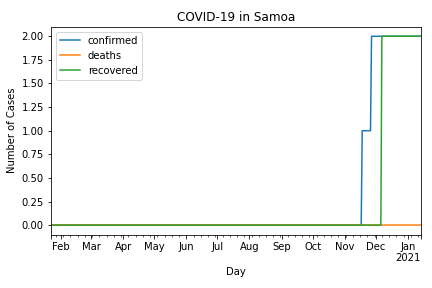 COVID-19 in Samoa
confirmed
deaths
recovered
Number of Cases
2.00
1.75
1.50
1.25
1.00
0.75
0.50
0.25
0.00
Feb Mar Apr May Jun Jul Aug Sep Oct Nov Dec Jan
2021
Day